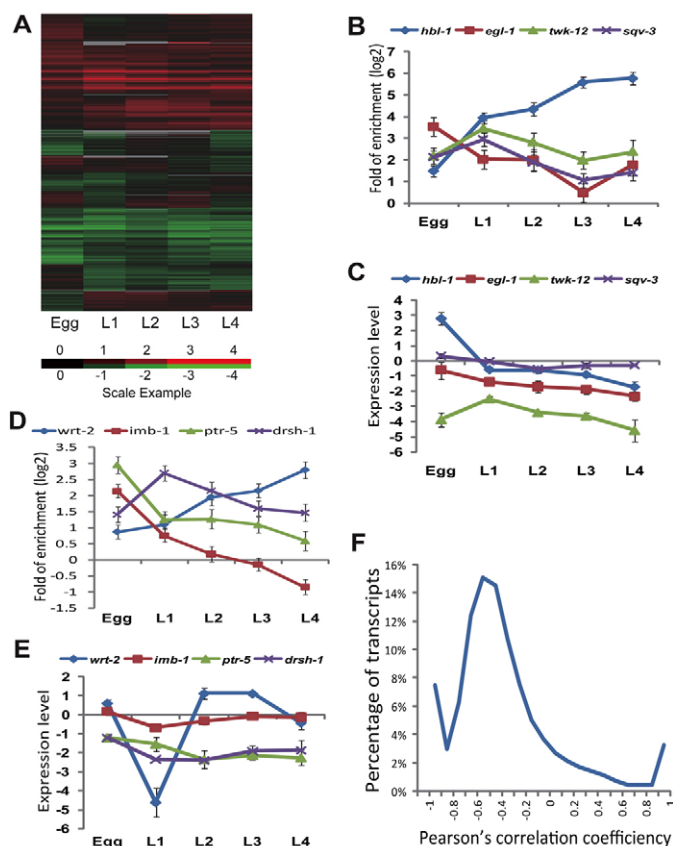 A
Egg L1 L2 L3 L4
0 1 2 3 4
0 -1 -2 -3 -4
Scale Example
B
hbl-1 egl-1 twk-12 sqv-3
Fold of enrichment (log2)
7
6
5
4
3
2
1
0
Egg L1 L2 L3 L4
C
hbl-1 egl-1 twk-12 sqv-3
Expression level
4
3
2
1
0
-1
-2
-3
-4
-5
-6
Egg L1 L2 L3 L4
D
wrt-2 imb-1 ptr-5 drsh-1
Fold of enrichment (log2)
3.5
3
2.5
2
1.5
1
0.5
0
-0.5
-1
-1.5
Egg L1 L2 L3 L4
E
wrt-2 imb-1 ptr-5 drsh-1
Expression level
2
1
0
-1
-2
-3
-4
-5
-6
Egg L1 L2 L3 L4
F
Percentage of transcripts
16%
14%
12%
10%
8%
6%
4%
2%
0%
-1 -0.8 -0.6 -0.4 -0.2 0 0.2 0.4 0.6 0.8 1
Pearson's correlation coefficiency